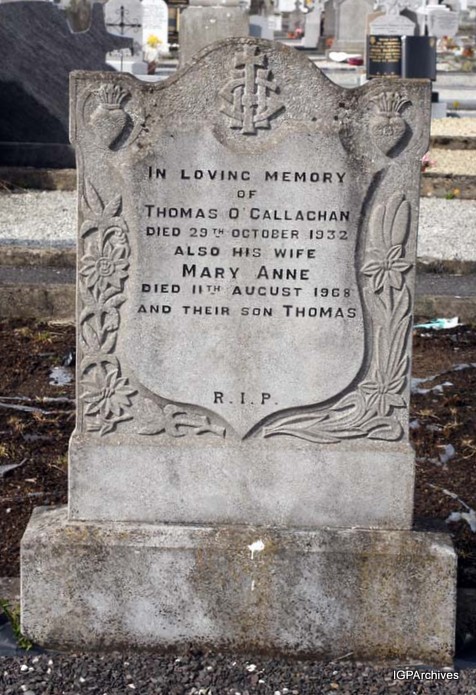 IN LOVING MEMORY
OF
THOMAS O'CALLAGHAN
DIED 29TH OCTOBER 1932
ALSO HIS WIFE
MARY ANNE
DIED 11TH AUGUST 1968
AND THEIR SON THOMAS
R.I.P.
IGPArchives